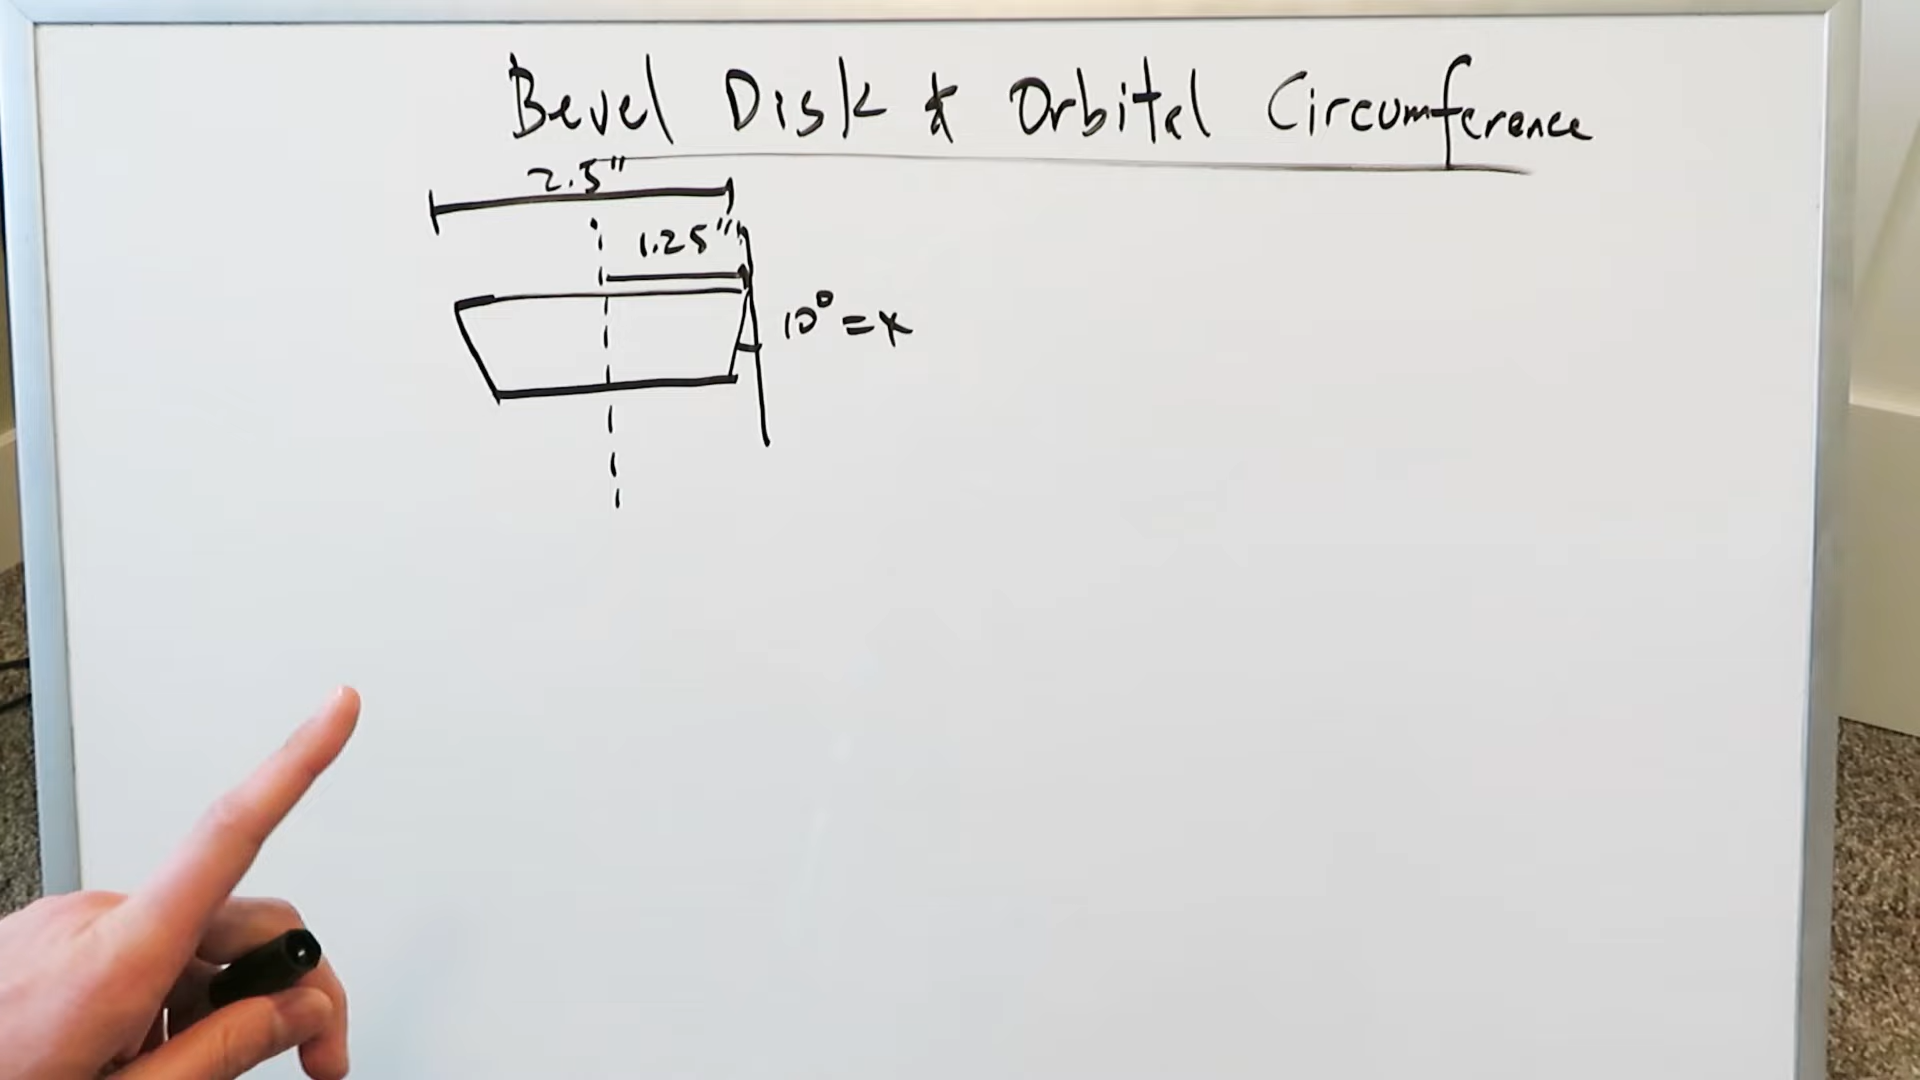 Bevel Disk & Orbital Circumference
2.5"
1.25"
10° = x